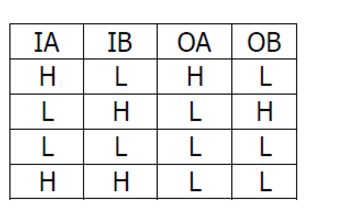 IA IB OA OB
H L H L
L H L H
L L L L
H H L L